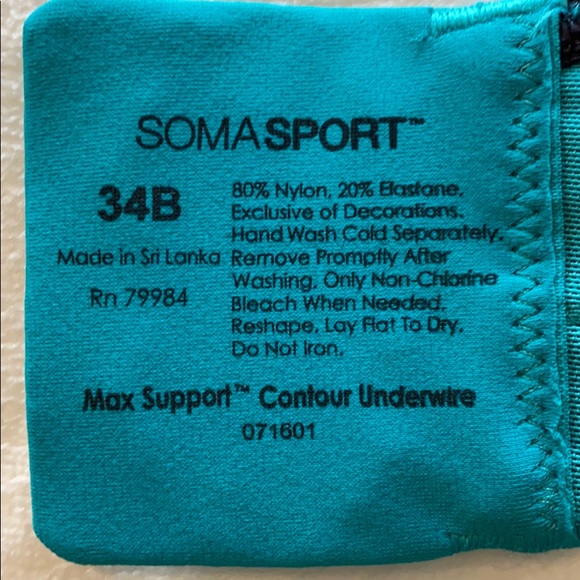 SOMASPORT™
34B
Made in Sri Lanka
Rn 79984
80% Nylon, 20% Elastane.
Exclusive of Decorations.
Hand Wash Cold Separately.
Remove Promptly After
Washing, Only Non-Chlorine
Bleach When Needed.
Reshape, Lay Flat To Dry.
Do Not Iron.
Max Support™ Contour Underwire
071601